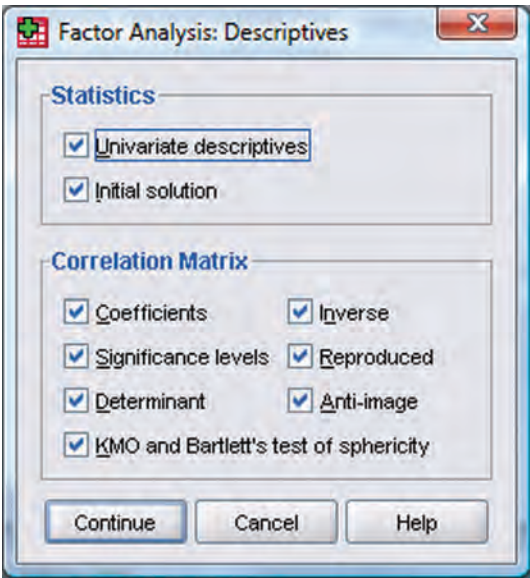 Factor Analysis: Descriptives
Statistics
Univariate descriptives
Initial solution
Correlation Matrix
Coefficients Inverse
Significance levels Reproduced
Determinant Anti-image
KMO and Bartlett's test of sphericity
Continue Cancel Help